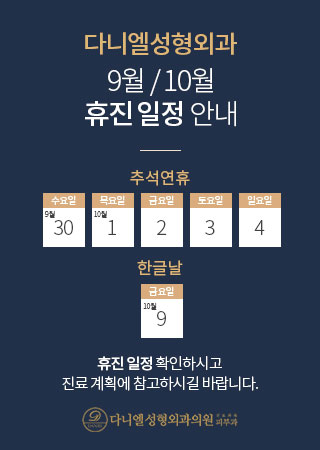 다니엘성형외과
9월 / 10월
휴진 일정 안내
추석연휴
수요일 목요일 금요일 토요일 일요일
9월 30 10월 1 2 3 4
한글날
금요일
10월 9
휴진 일정 확인하시고
진료 계획에 참고하시길 바랍니다.
다니엘성형외과의원 피부과